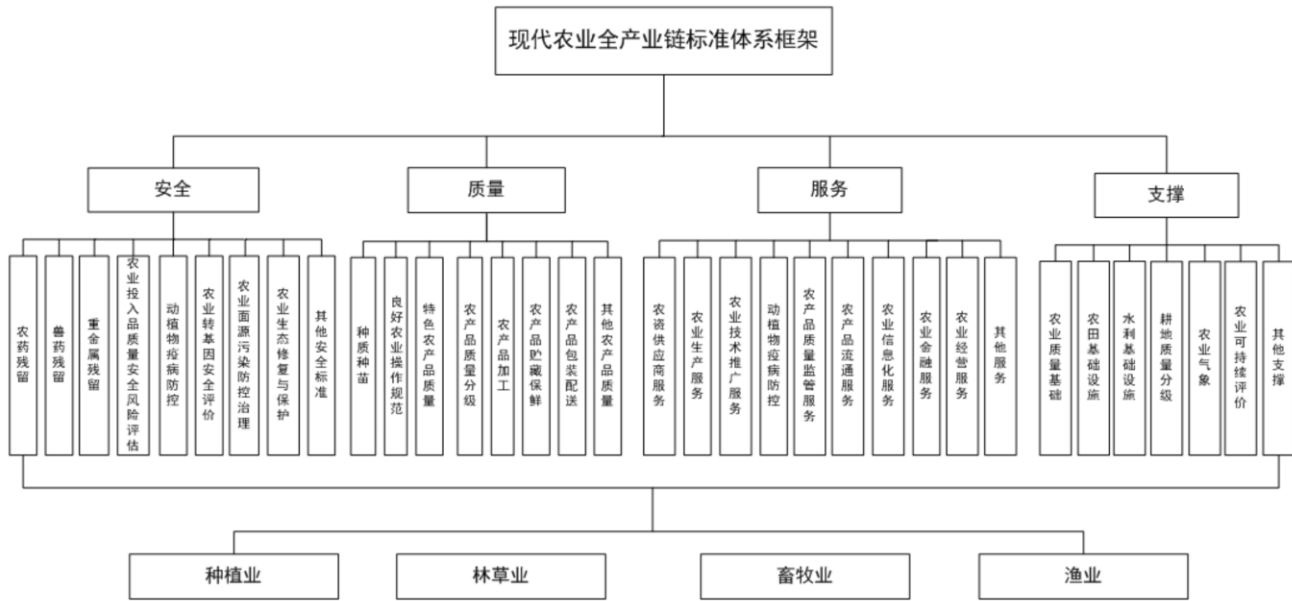 现代农业全产业链标准体系框架
安全
质量
服务
支撑
农药残留
兽药残留
重金属残留
农业投入品质量安全风险评估
动植物疫病防控
农业转基因安全评价
农业面源污染防控治理
农业生态修复与保护
其他安全标准
种质种苗
良好农业操作规范
特色农产品质量
农产品质量分级
农产品加工
农产品贮藏保鲜
农产品包装配送
其他农产品质量
农资供应商服务
农业生产服务
农业技术推广服务
动植物疫病防控
农产品质量监管服务
农产品流通服务
农业信息化服务
农业金融服务
农业经营服务
其他服务
农业质量基础
农田基础设施
水利基础设施
耕地质量分级
农业气象
农业可持续评价
其他支撑
种植业
林草业
畜牧业
渔业